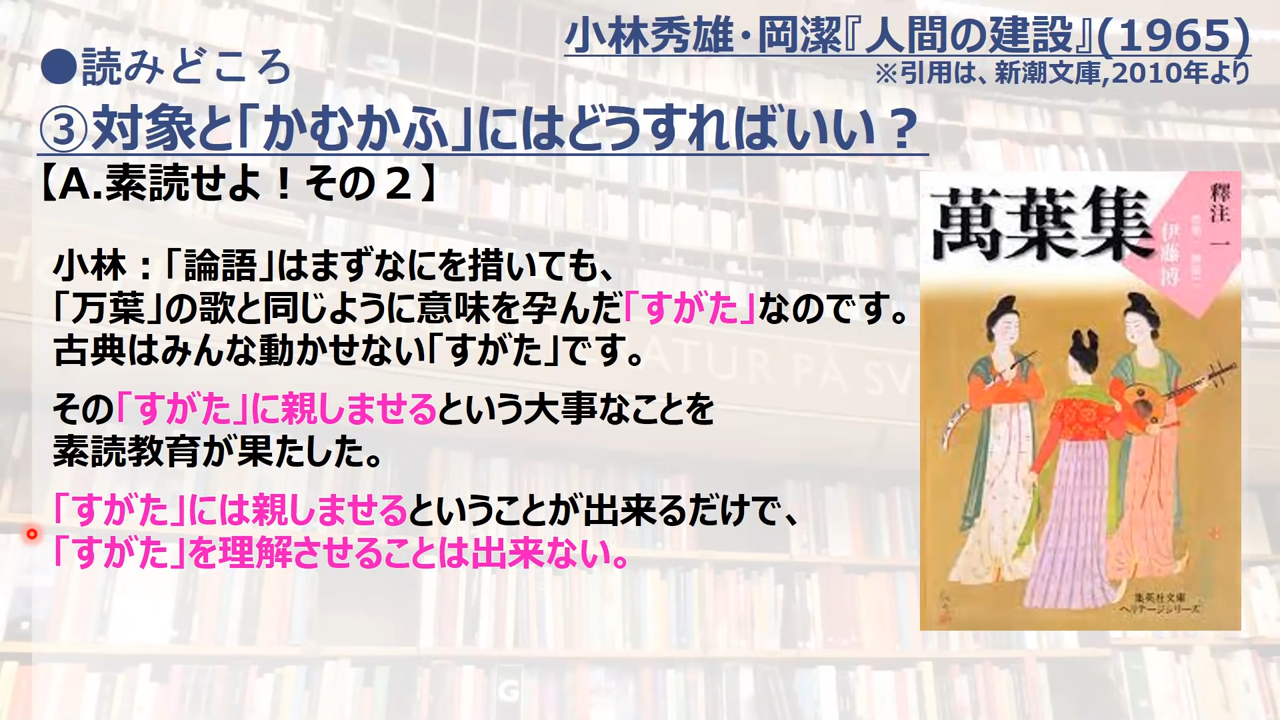 小林秀雄・岡潔『人間の建設』(1965)
※引用は、新潮文庫,2010年より
●読みどころ
③対象と「かむかふ」にはどうすればいい？
【A.素読せよ！その２】
小林：「論語」はまずなにを措いても、
「万葉」の歌と同じように意味を孕んだ「すがた」なのです。
古典はみんな動かせない「すがた」です。
その「すがた」に親しませるという大事なことを
素読教育が果たした。
「すがた」には親しませるということが出来るだけで、
「すがた」を理解させることは出来ない。
萬葉集
釋注 一
伊藤博
集英社文庫
ヘリテージシリーズ
ATUR PÅ SV
G